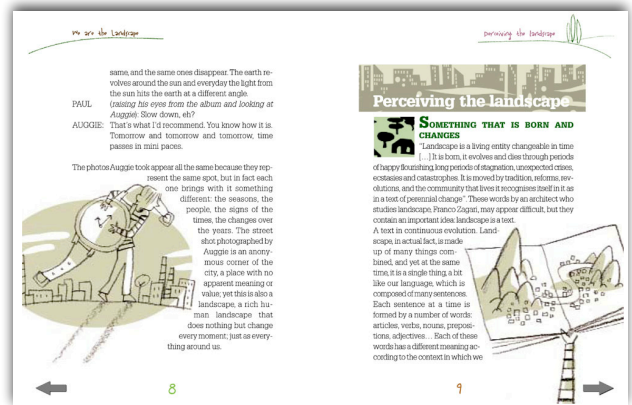 We are the Landscape
same, and the same ones disappear. The earth re-
volves around the sun and everyday the light from
the sun hits the earth at a different angle.
PAUL (raising his eyes from the album and looking at
Auggie): Slow down, eh?
AUGGIE: That's what I'd recommend. You know how it is.
Tomorrow and tomorrow and tomorrow, time
passes in mini paces.
The photos Auggie took appear all the same because they rep-
resent the same spot, but in fact each
one brings with it something
different: the seasons, the
people, the signs of the
times, the changes over
the years. The street
shot photographed by
Auggie is an anony-
mous corner of the
city, a place with no
apparent meaning or
value; yet this is also a
landscape, a rich hu-
man landscape that
does nothing but change
every moment; just as every-
thing around us.
8
Perceiving the landscape
Perceiving the landscape
SOMETHING THAT IS BORN AND
CHANGES
"Landscape is a living entity changeable in time
[…] It is born, it evolves and dies through periods
of happy flourishing, long periods of stagnation, unexpected crises,
ecstasies and catastrophes. It is moved by tradition, reforms, rev-
olutions, and the community that lives it recognises itself in it as
in a text of perennial change". These words by an architect who
studies landscape, Franco Zagari, may appear difficult, but they
contain an important idea: landscape is a text.
A text in continuous evolution. Land-
scape, in actual fact, is made
up of many things com-
bined, and yet at the same
time, it is a single thing, a bit
like our language, which is
composed of many sentences.
Each sentence at a time is
formed by a number of words:
articles, verbs, nouns, preposi-
tions, adjectives… Each of these
words has a different meaning ac-
cording to the context in which we
9